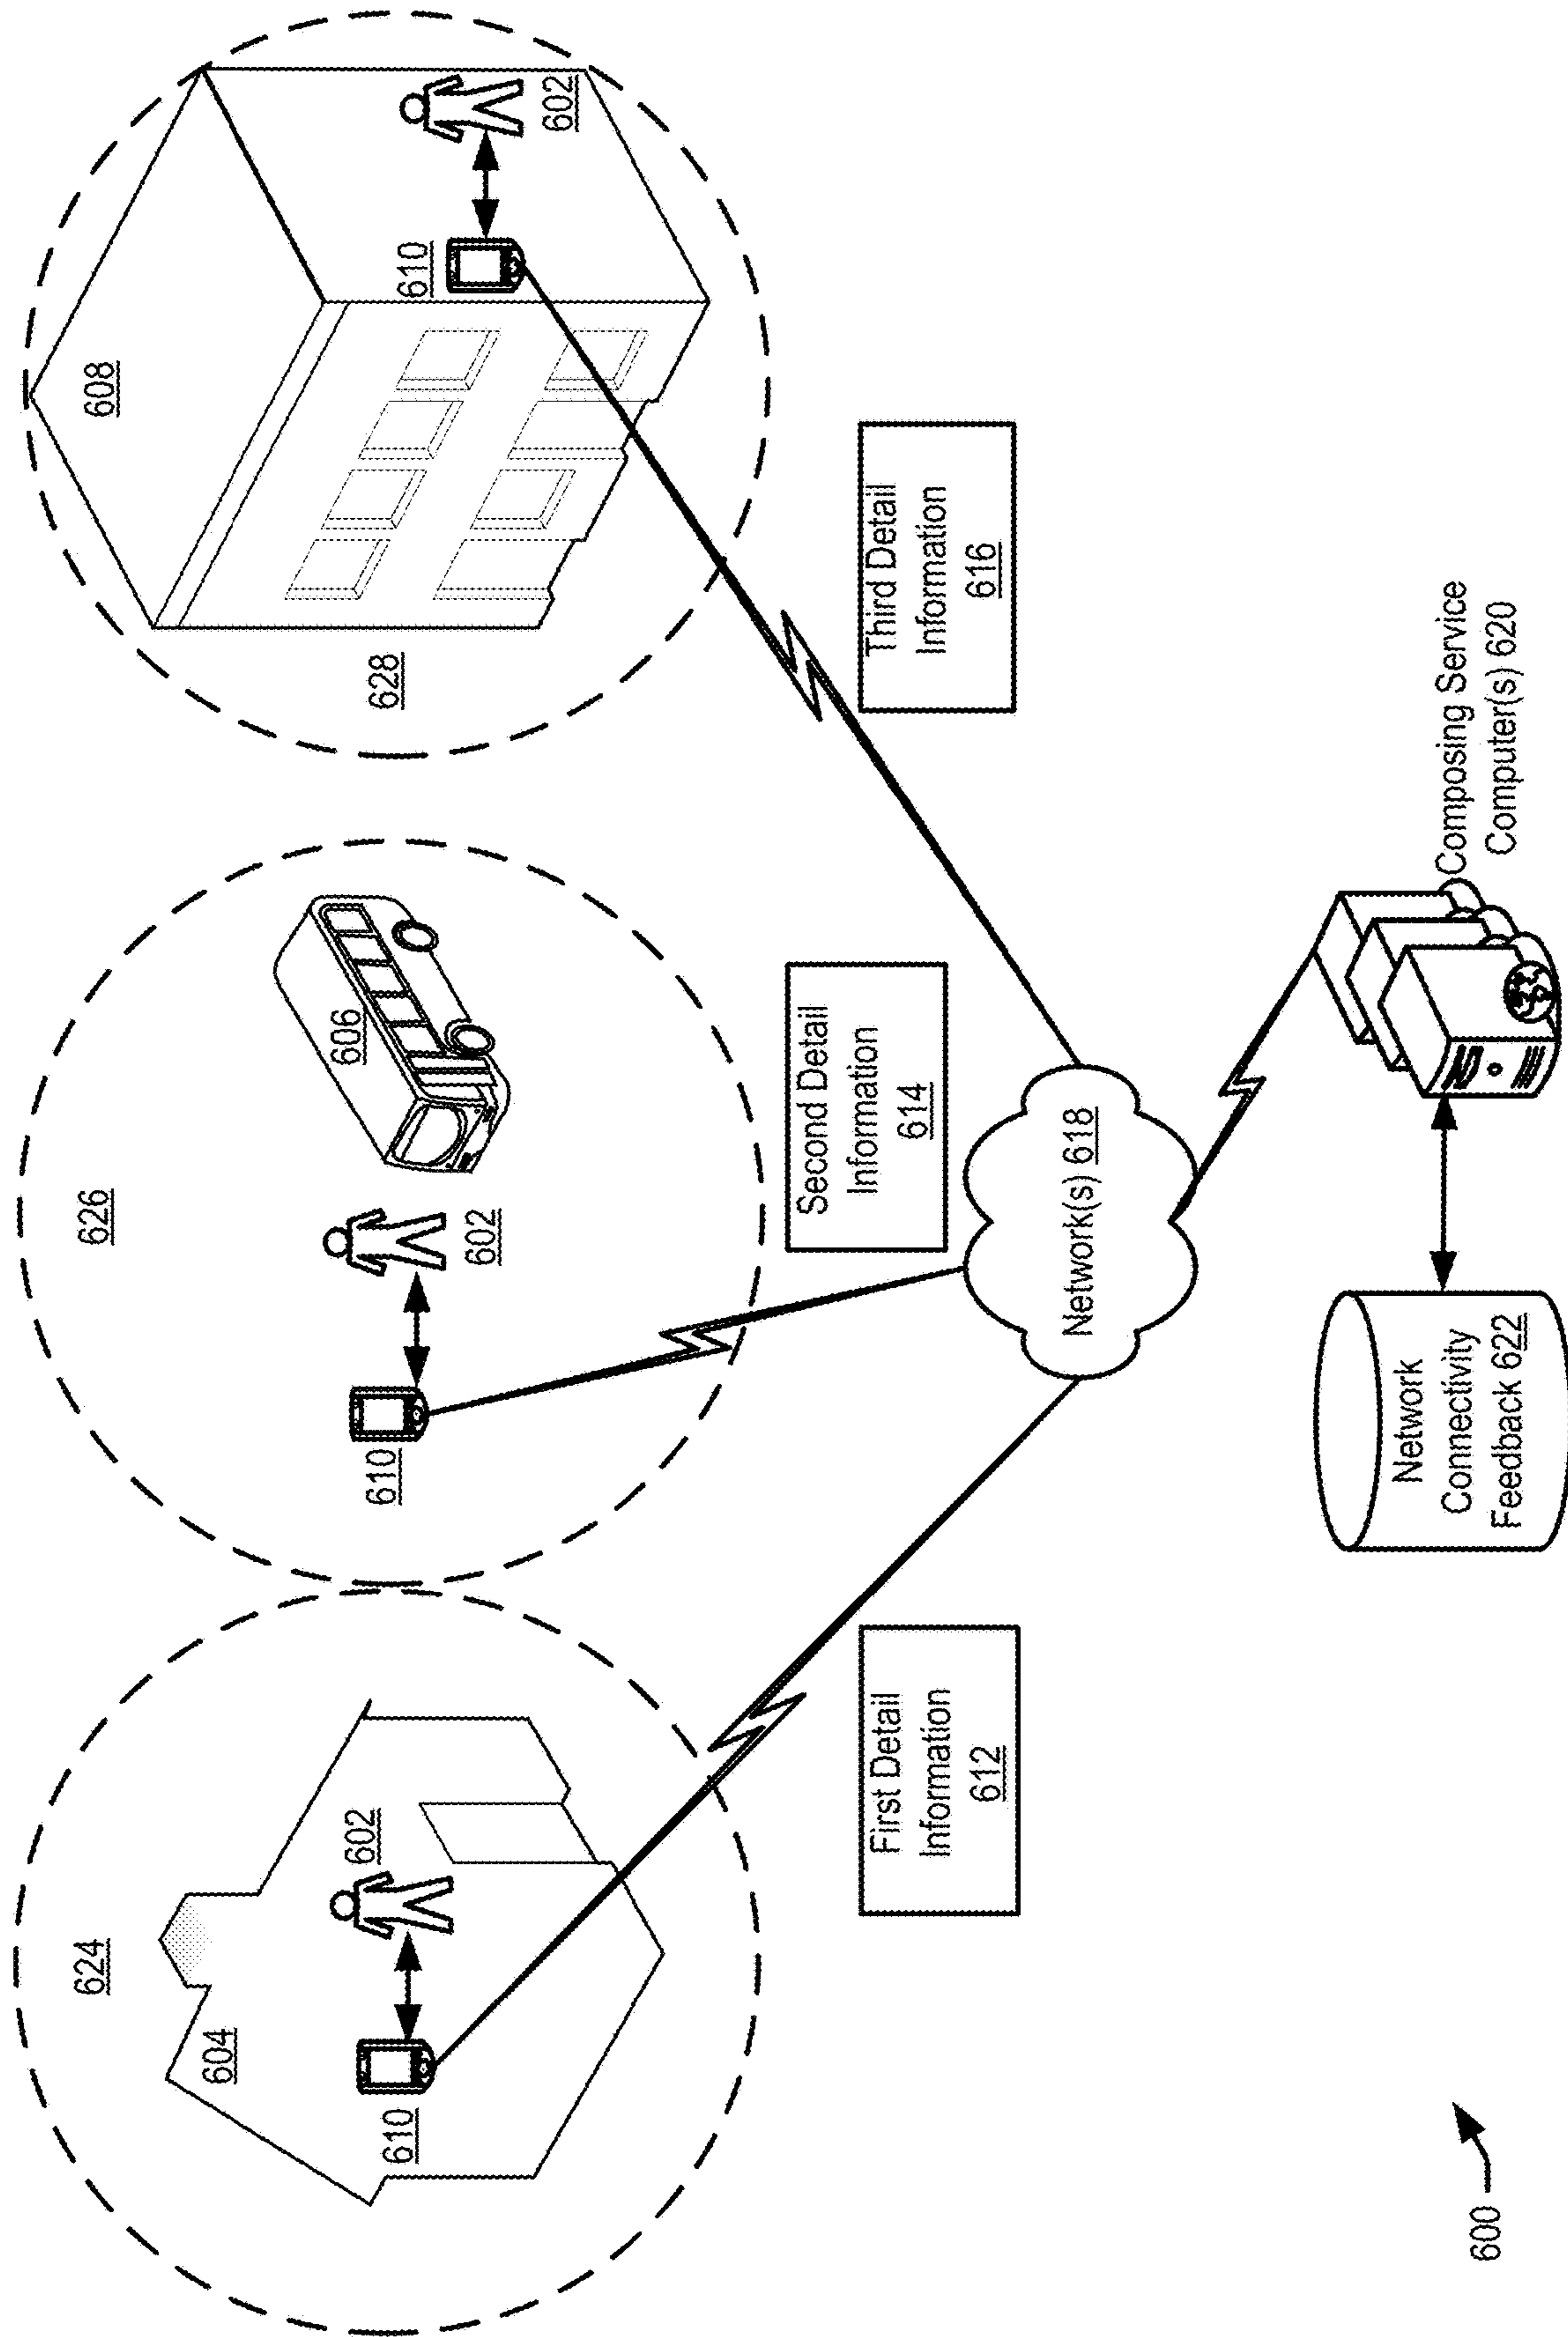 624
604
602
610
626
606
602
610
608
628
610
602
First Detail
Information
612
Second Detail
Information
614
Third Detail
Information
616
Network(s) 618
Network
Connectivity
Feedback 622
Composing Service
Computer(s) 620
600